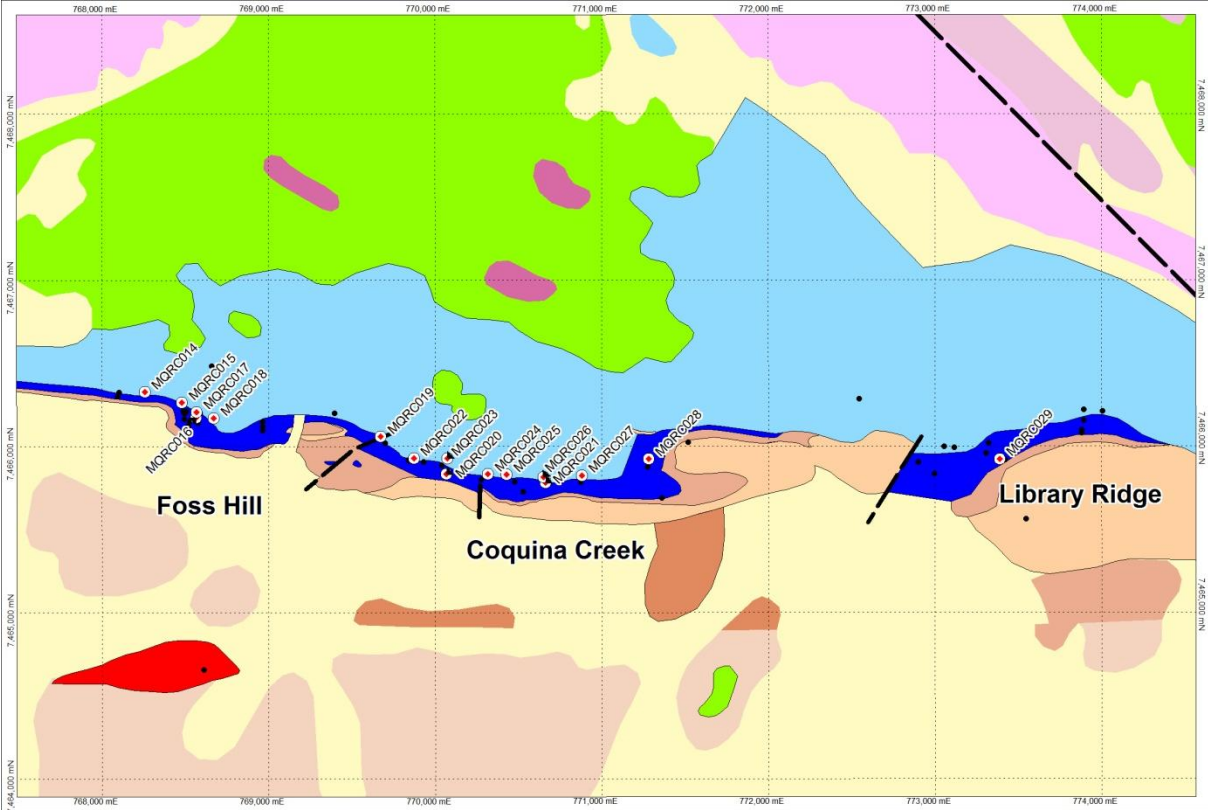 768,000 mE
769,000 mE
770,000 mE
771,000 mE
772,000 mE
773,000 mE
774,000 mE
7,468,000 mN
7,468,000 mN
7,467,000 mN
7,467,000 mN
MQRC014
MQRC015
MQRC017
MQRC018
MQRC016
MQRC019
MQRC022
MQRC023
MQRC020
MQRC024
MQRC025
MQRC026
MQRC021
MQRC027
MQRC028
MQRC029
7,466,000 mN
7,466,000 mN
Foss Hill
Coquina Creek
Library Ridge
7,465,000 mN
7,465,000 mN
7,464,000 mN
768,000 mE
769,000 mE
770,000 mE
771,000 mE
772,000 mE
773,000 mE
774,000 mE